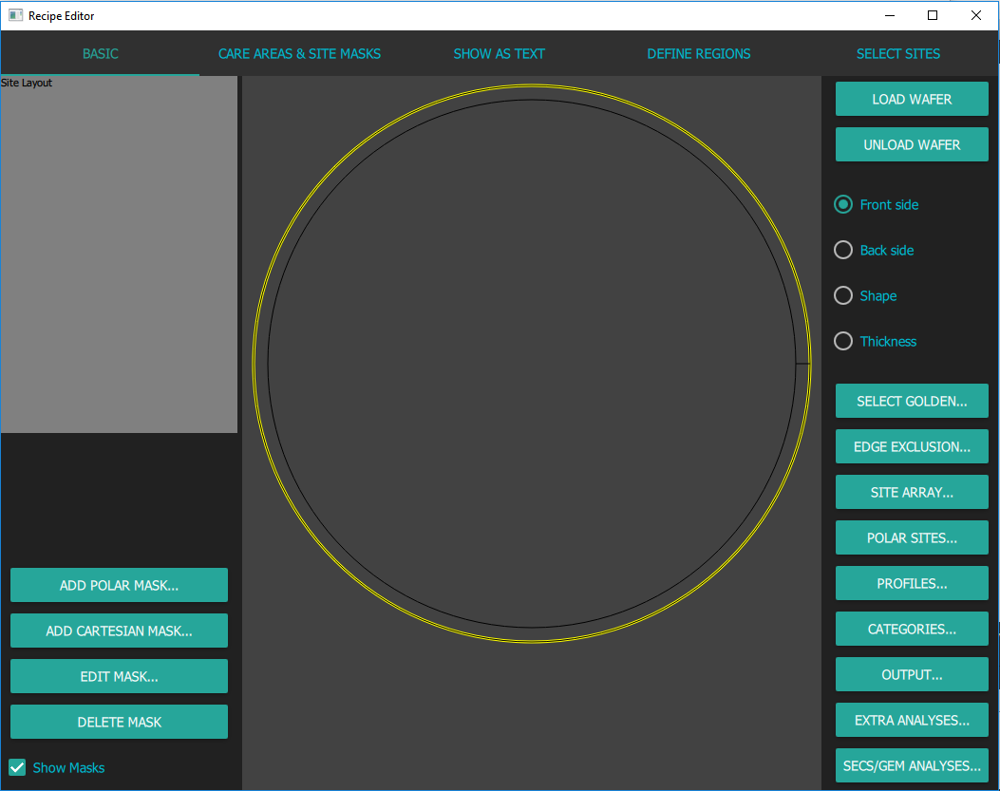 Recipe Editor
BASIC
CARE AREAS & SITE MASKS
SHOW AS TEXT
DEFINE REGIONS
SELECT SITES
Site Layout
ADD POLAR MASK...
ADD CARTESIAN MASK...
EDIT MASK...
DELETE MASK
Show Masks
LOAD WAFER
UNLOAD WAFER
Front side
Back side
Shape
Thickness
SELECT GOLDEN...
EDGE EXCLUSION...
SITE ARRAY...
POLAR SITES...
PROFILES...
CATEGORIES...
OUTPUT...
EXTRA ANALYSES...
SECS/GEM ANALYSES...